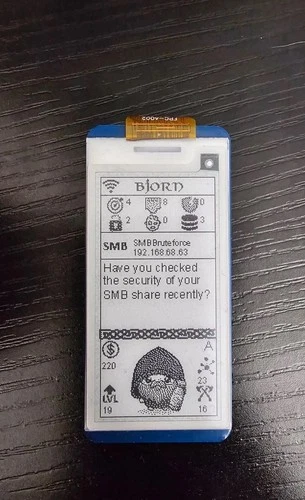 FPC-A002
BJORN
4 8 0
2 0 3
SMB SMBBruteforce
192.168.68.63
Have you checked
the security of your
SMB share recently?
A
220
23
LVL
19 16